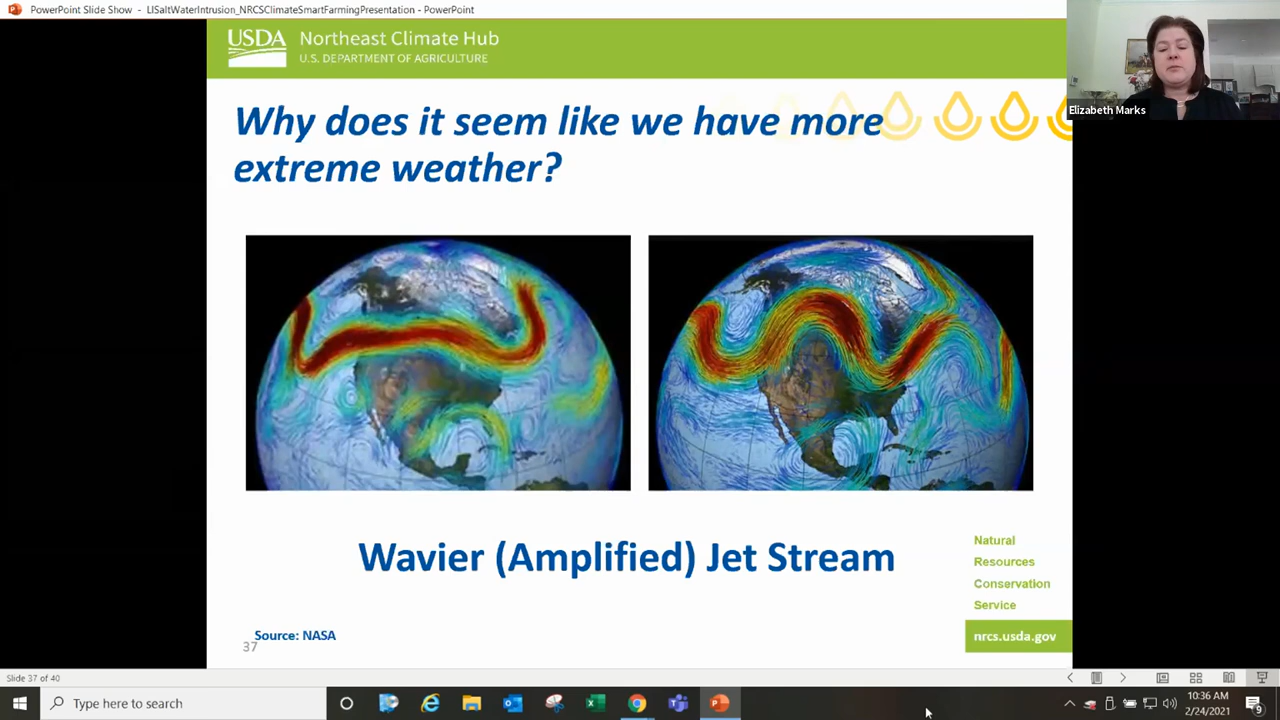 PowerPoint Slide Show - LISaltWaterIntrusion_NRCSClimateSmartFarmingPresentation - PowerPoint
USDA
Northeast Climate Hub
U.S. DEPARTMENT OF AGRICULTURE
Elizabeth Marks
Why does it seem like we have more
extreme weather?
Wavier (Amplified) Jet Stream
Natural
Resources
Conservation
Service
nrcs.usda.gov
Source: NASA
37
Slide 37 of 40
Type here to search
10:36 AM
2/24/2021
9